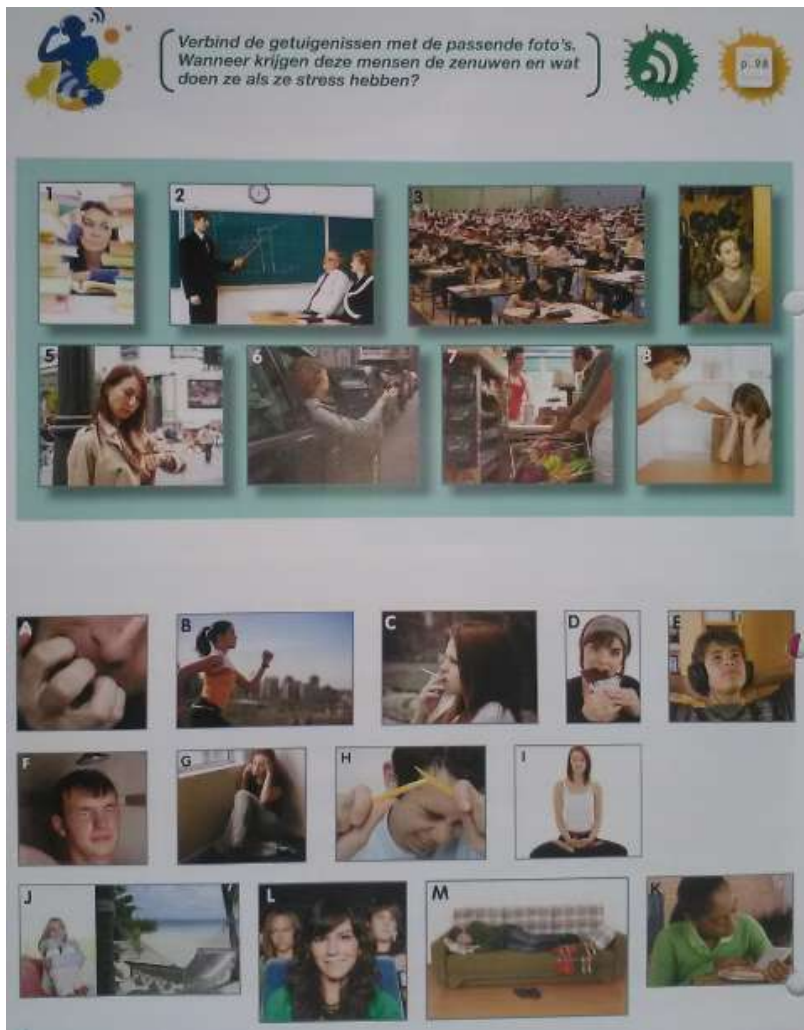 Verbind de getuigenissen met de passende foto's.
Wanneer krijgen deze mensen de zenuwen en wat
doen ze als ze stress hebben?
p.98
1
2
3
5
6
7
8
A
B
C
D
E
F
G
H
I
J
L
M
K